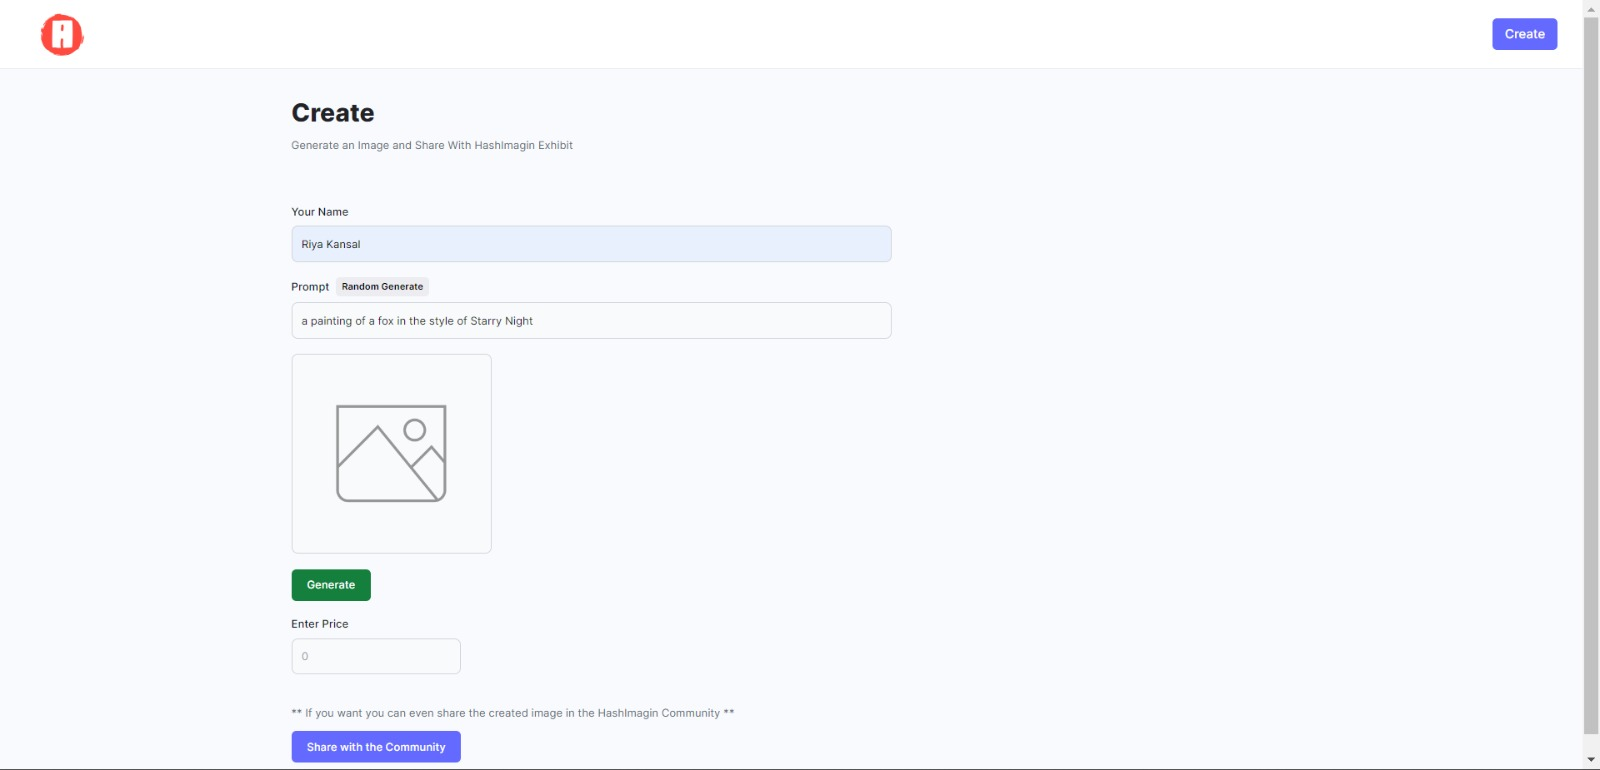 A
Create
Create
Generate an Image and Share With HashImagin Exhibit
Your Name
Riya Kansal
Prompt Random Generate
a painting of a fox in the style of Starry Night
Generate
Enter Price
0
** If you want you can even share the created image in the HashImagin Community **
Share with the Community